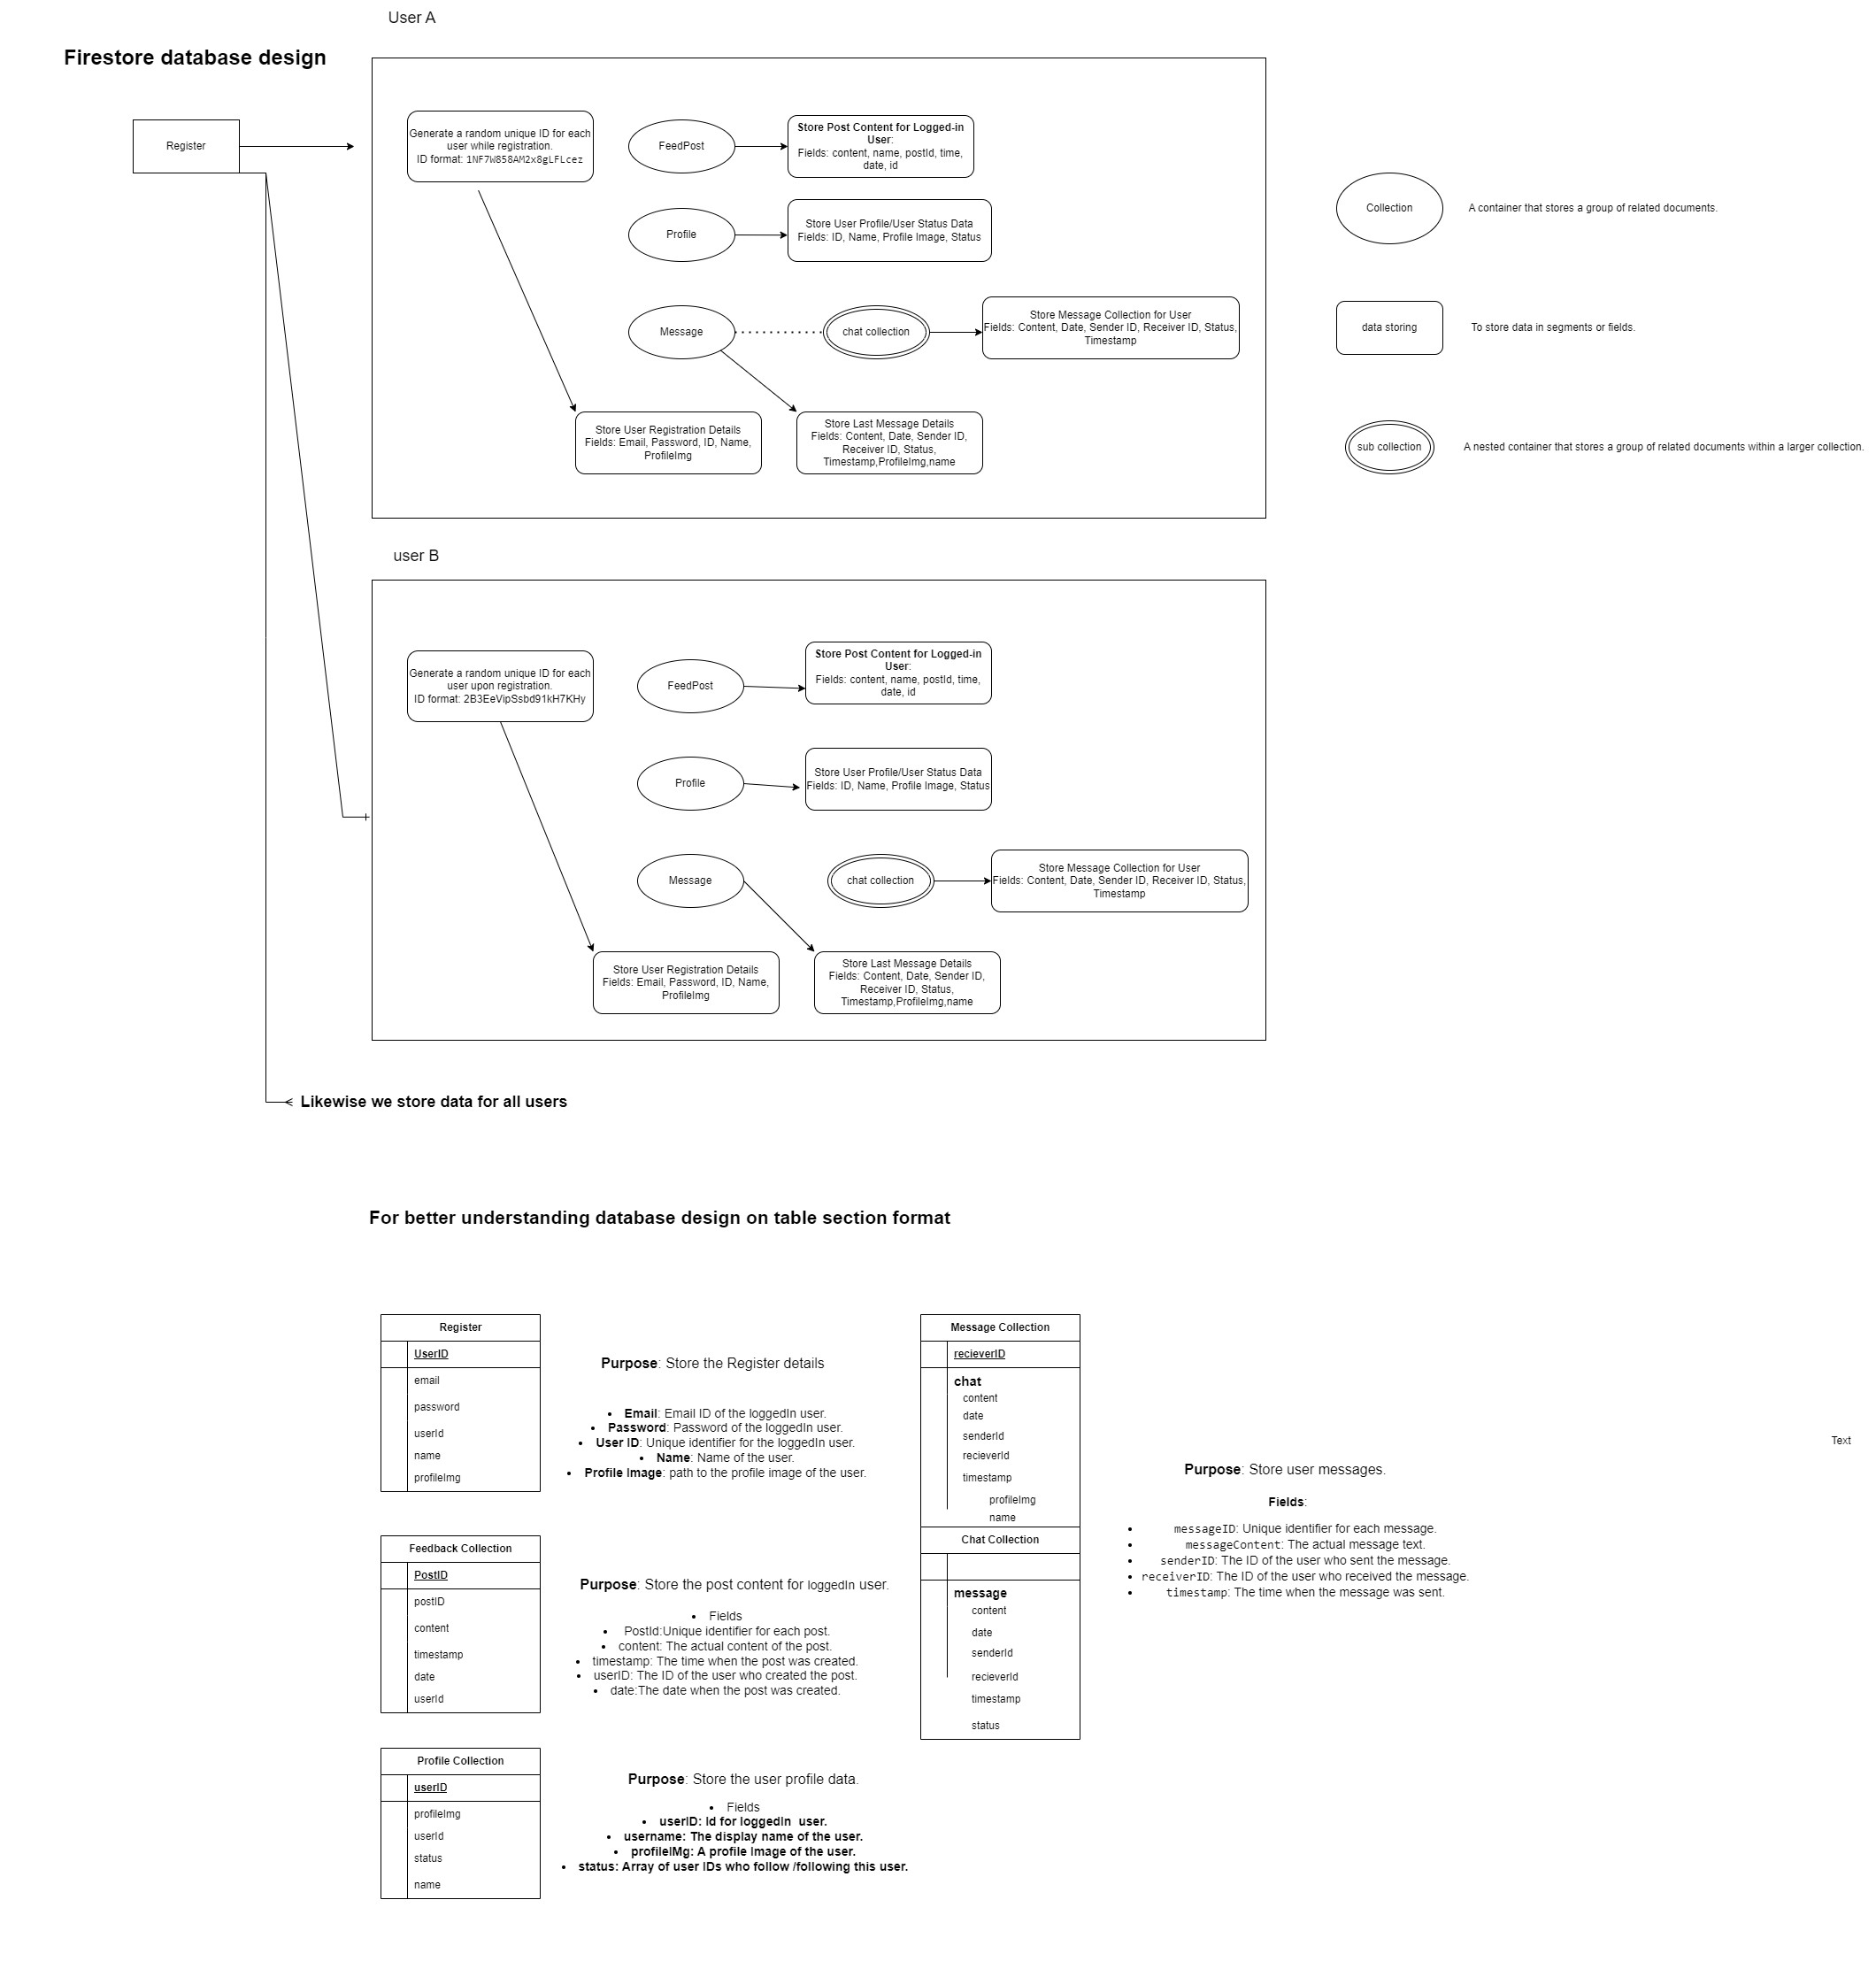 User A
Firestore database design
Register
Generate a random unique ID for each
user while registration.
ID format: 1NF7W858AM2x8gLFLcez
FeedPost
Store Post Content for Logged-in
User:
Fields: content, name, postId, time,
date, id
Profile
Store User Profile/User Status Data
Fields: ID, Name, Profile Image, Status
Message
chat collection
Store Message Collection for User
Fields: Content, Date, Sender ID, Receiver ID, Status,
Timestamp
Store User Registration Details
Fields: Email, Password, ID, Name,
ProfileImg
Store Last Message Details
Fields: Content, Date, Sender ID,
Receiver ID, Status,
Timestamp,ProfileImg,name
Collection
A container that stores a group of related documents.
data storing
To store data in segments or fields.
sub collection
A nested container that stores a group of related documents within a larger collection.
user B
Generate a random unique ID for each
user upon registration.
ID format: 2B3EeVipSsbd91kH7KHy
FeedPost
Store Post Content for Logged-in
User:
Fields: content, name, postId, time,
date, id
Profile
Store User Profile/User Status Data
Fields: ID, Name, Profile Image, Status
Message
chat collection
Store Message Collection for User
Fields: Content, Date, Sender ID, Receiver ID, Status,
Timestamp
Store User Registration Details
Fields: Email, Password, ID, Name,
ProfileImg
Store Last Message Details
Fields: Content, Date, Sender ID,
Receiver ID, Status,
Timestamp,ProfileImg,name
Likewise we store data for all users
For better understanding database design on table section format
Register
UserID
email
password
userId
name
profileImg
Purpose: Store the Register details
• Email: Email ID of the loggedIn user.
• Password: Password of the loggedIn user.
• User ID: Unique identifier for the loggedIn user.
• Name: Name of the user.
• Profile Image: path to the profile image of the user.
Message Collection
recieverID
chat
content
date
senderId
recieverId
timestamp
profileImg
name
Chat Collection
message
content
date
senderId
recieverId
timestamp
status
Text
Purpose: Store user messages.
Fields:
• messageID: Unique identifier for each message.
• messageContent: The actual message text.
• senderID: The ID of the user who sent the message.
• receiverID: The ID of the user who received the message.
• timestamp: The time when the message was sent.
Feedback Collection
PostID
postID
content
timestamp
date
userId
Purpose: Store the post content for loggedIn user.
• Fields
• PostId:Unique identifier for each post.
• content: The actual content of the post.
• timestamp: The time when the post was created.
• userID: The ID of the user who created the post.
• date:The date when the post was created.
Profile Collection
userID
profileImg
userId
status
name
Purpose: Store the user profile data.
• Fields
• userID: Id for loggedIn user.
• username: The display name of the user.
• profileIMg: A profile image of the user.
• status: Array of user IDs who follow /following this user.